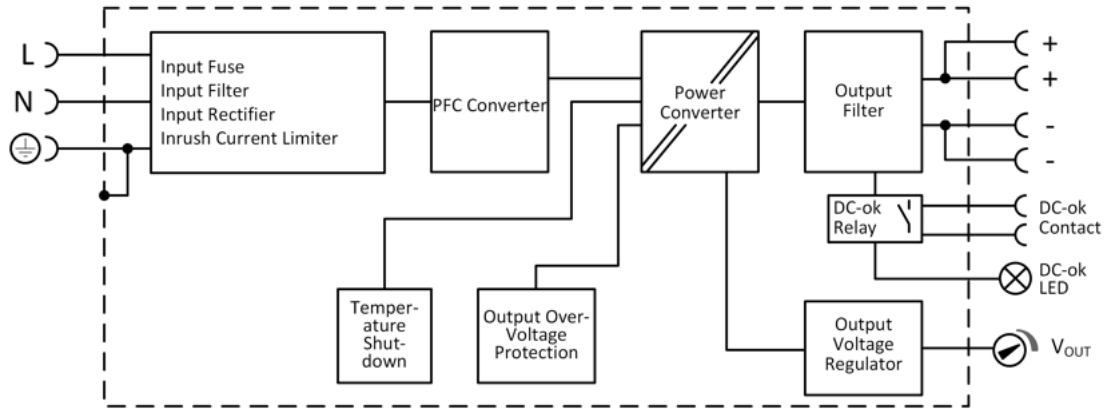 L
N
Input Fuse
Input Filter
Input Rectifier
Inrush Current Limiter
PFC Converter
Power
Converter
Output
Filter
+
+
-
-
DC-ok
Relay
DC-ok
Contact
DC-ok
LED
Temper-
ature
Shut-
down
Output Over-
Voltage
Protection
Output
Voltage
Regulator
VOUT